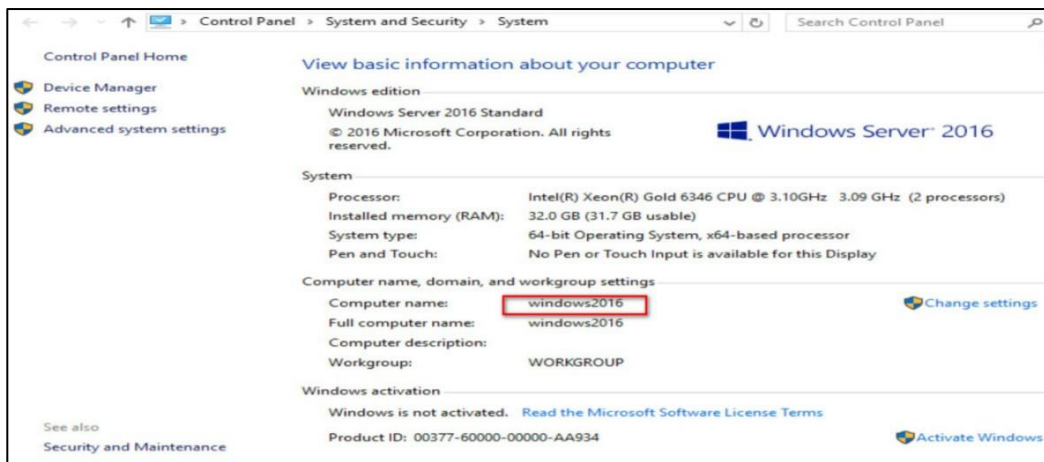 Control Panel > System and Security > System
Search Control Panel
Control Panel Home
Device Manager
Remote settings
Advanced system settings
See also
Security and Maintenance
View basic information about your computer
Windows edition
Windows Server 2016 Standard
© 2016 Microsoft Corporation. All rights
reserved.
Windows Server® 2016
System
Processor: Intel(R) Xeon(R) Gold 6346 CPU @ 3.10GHz 3.09 GHz (2 processors)
Installed memory (RAM): 32.0 GB (31.7 GB usable)
System type: 64-bit Operating System, x64-based processor
Pen and Touch: No Pen or Touch Input is available for this Display
Computer name, domain, and workgroup settings
Computer name: windows2016
Change settings
Full computer name: windows2016
Computer description:
Workgroup: WORKGROUP
Windows activation
Windows is not activated. Read the Microsoft Software License Terms
Product ID: 00377-60000-00000-AA934
Activate Windows